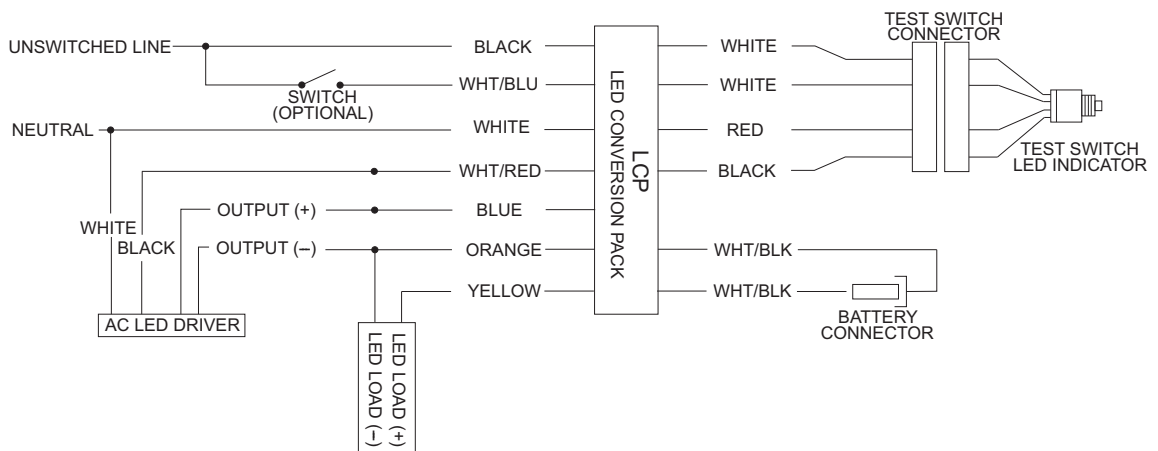 UNSWITCHED LINE
BLACK
WHITE
TEST SWITCH
CONNECTOR
WHT/BLU
WHITE
SWITCH
(OPTIONAL)
NEUTRAL
WHITE
RED
TEST SWITCH
LED INDICATOR
WHT/RED
BLACK
LCP
LED CONVERSION PACK
OUTPUT (+)
BLUE
WHITE
BLACK
OUTPUT (−)
ORANGE
WHT/BLK
YELLOW
WHT/BLK
BATTERY
CONNECTOR
AC LED DRIVER
LED LOAD (+)
LED LOAD (−)